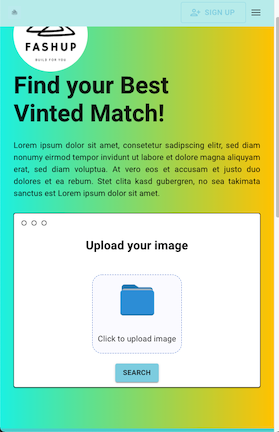 SIGN UP
FASHUP
BUILD FOR YOU
Find your Best
Vinted Match!
Lorem ipsum dolor sit amet, consetetur sadipscing elitr, sed diam
nonumy eirmod tempor invidunt ut labore et dolore magna aliquyam
erat, sed diam voluptua. At vero eos et accusam et justo duo
dolores et ea rebum. Stet clita kasd gubergren, no sea takimata
sanctus est Lorem ipsum dolor sit amet.
Upload your image
Click to upload image
SEARCH